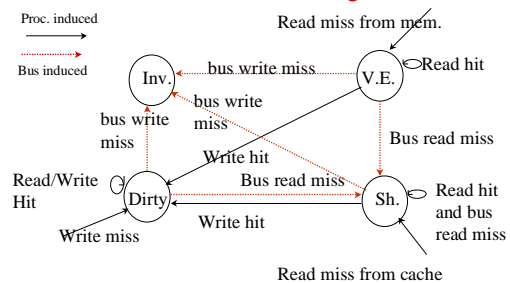 Proc. induced
Bus induced
Read miss from mem.
Inv.
bus write miss
V.E.
Read hit
bus write
miss
bus write
miss
Write hit
Bus read miss
Read/Write
Hit
Dirty
Bus read miss
Sh.
Read hit
and bus
read miss
Write hit
Write miss
Read miss from cache